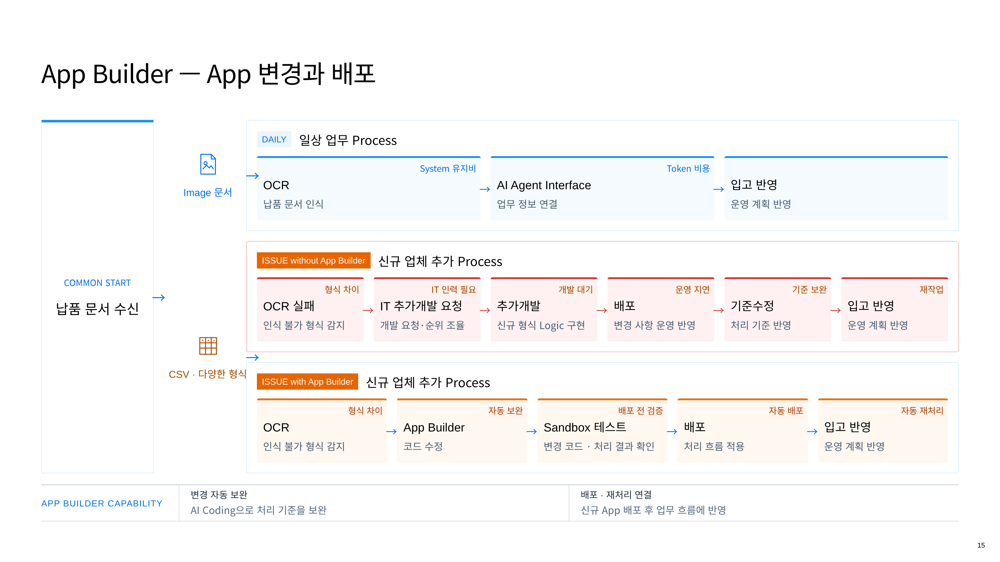 App Builder — App 변경과 배포
COMMON START
납품 문서 수신
Image 문서
CSV · 다양한 형식
DAILY 일상 업무 Process
System 유지비
OCR
납품 문서 인식
Token 비용
AI Agent Interface
업무 정보 연결
입고 반영
운영 계획 반영
ISSUE without App Builder 신규 업체 추가 Process
형식 차이
OCR 실패
인식 불가 형식 감지
IT 인력 필요
IT 추가개발 요청
개발 요청·순위 조율
개발 대기
추가개발
신규 형식 Logic 구현
운영 지연
배포
변경 사항 운영 반영
기준 보완
기준수정
처리 기준 반영
재작업
입고 반영
운영 계획 반영
ISSUE with App Builder 신규 업체 추가 Process
형식 차이
OCR
인식 불가 형식 감지
자동 보완
App Builder
코드 수정
배포 전 검증
Sandbox 테스트
변경 코드 · 처리 결과 확인
자동 배포
배포
처리 흐름 적용
자동 재처리
입고 반영
운영 계획 반영
APP BUILDER CAPABILITY
변경 자동 보완
AI Coding으로 처리 기준을 보완
배포 · 재처리 연결
신규 App 배포 후 업무 흐름에 반영
15